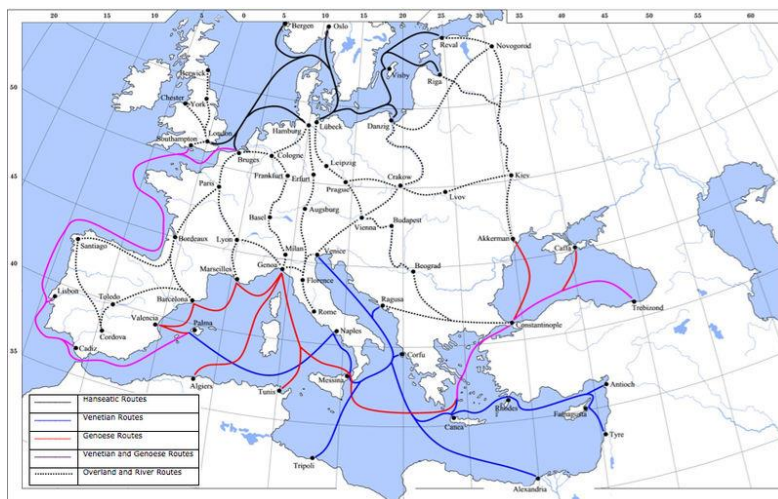 Bergen
Oslo
Reval
Novogorod
Berwick
Visby
Riga
50
Chester
York
London
Hamburg
Lübeck
Danzig
Southampton
Bruges
Cologne
Leipzig
Frankfurt
Erfurt
Paris
Prague
Crakow
Kiev
Lvov
45
Basel
Augsburg
Vienna
Budapest
Bordeaux
Lyon
Milan
Venice
Akkerman
Caffa
Santiago
Genoa
40
Marseilles
Florence
Beograd
Lisbon
Toledo
Barcelona
Ragusa
Trebizond
Valencia
Palma
Rome
Constantinople
Cordova
Naples
35
Cadiz
Corfu
Algiers
Tunis
Messina
Antioch
Rhodes
Famagusta
Canea
Tyre
Tripoli
Alexandria
30
25
20
15
10
5
0
5
10
15
20
25
30
35
40
45
50
55
60
Hanseatic Routes
Venetian Routes
Genoese Routes
Venetian and Genoese Routes
Overland and River Routes